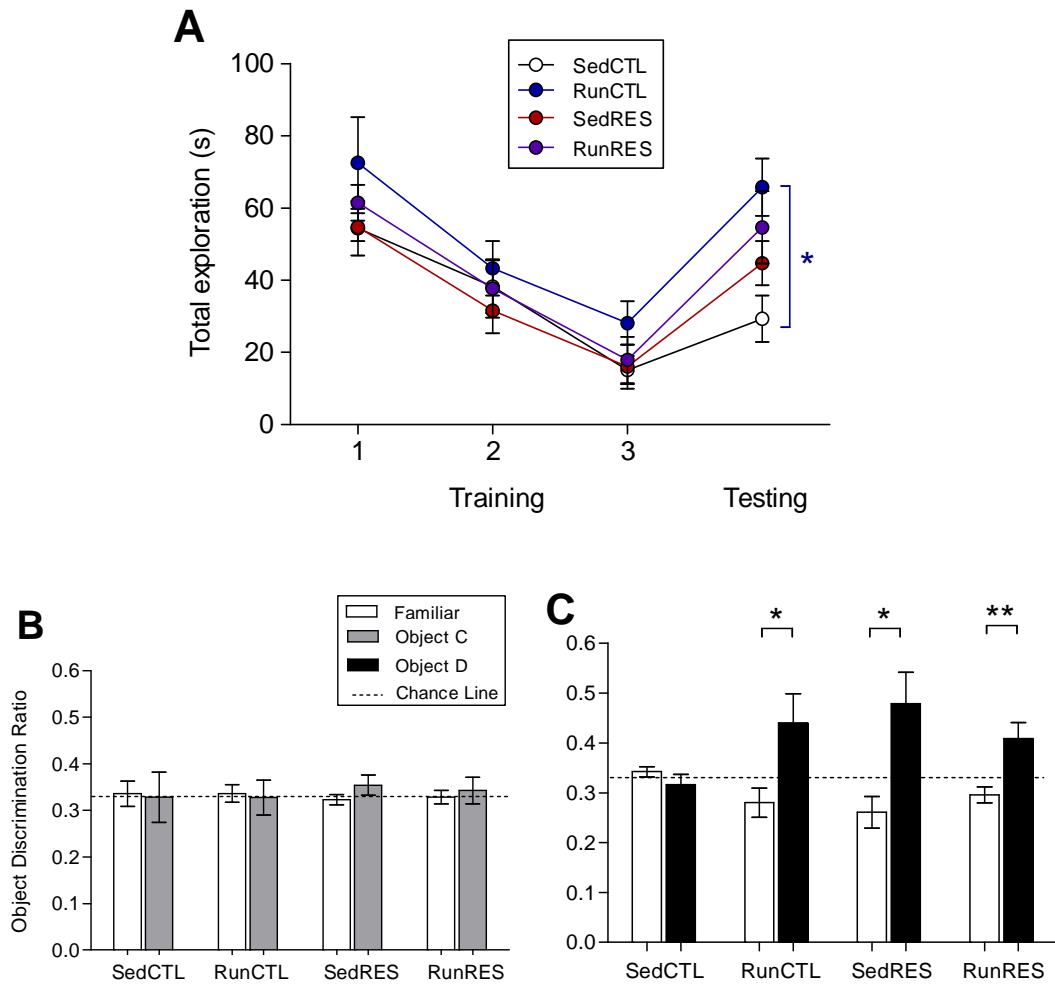 A
SedCTL
RunCTL
SedRES
RunRES
Total exploration (s)
100
80
60
40
20
0
*
1 2 3
Training Testing
B
Familiar
Object C
Object D
Chance Line
Object Discrimination Ratio
0.6
0.5
0.4
0.3
0.2
0.1
0.0
SedCTL RunCTL SedRES RunRES
C
* * **
0.6
0.5
0.4
0.3
0.2
0.1
0.0
SedCTL RunCTL SedRES RunRES